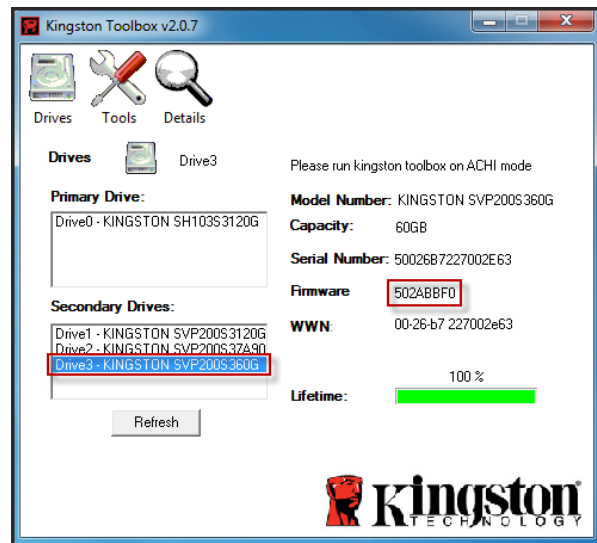 Kingston Toolbox v2.0.7
Drives Tools Details
Drives Drive3
Please run kingston toolbox on ACHI mode
Primary Drive:
Drive0 - KINGSTON SH103S3120G
Model Number: KINGSTON SVP200S360G
Capacity: 60GB
Serial Number: 50026B7227002E63
Firmware 502ABBF0
Secondary Drives:
WWN: 00-26-b7 227002e63
Drive1 - KINGSTON SVP200S3120G
Drive2 - KINGSTON SVP200S37A90
Drive3 - KINGSTON SVP200S360G
100 %
Lifetime:
Refresh
Kingston
TECHNOLOGY